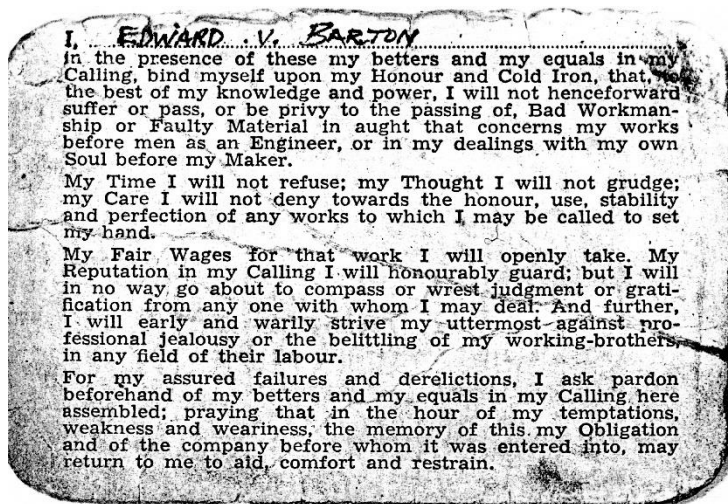 I, EDWARD V. BARTON
in the presence of these my betters and my equals in my
Calling, bind myself upon my Honour and Cold Iron, that, to
the best of my knowledge and power, I will not henceforward
suffer or pass, or be privy to the passing of, Bad Workman-
ship or Faulty Material in aught that concerns my works
before men as an Engineer, or in my dealings with my own
Soul before my Maker.
My Time I will not refuse; my Thought I will not grudge;
my Care I will not deny towards the honour, use, stability
and perfection of any works to which I may be called to set
my hand.
My Fair Wages for that work I will openly take. My
Reputation in my Calling I will honourably guard; but I will
in no way go about to compass or wrest judgment or grati-
fication from any one with whom I may deal. And further,
I will early and warily strive my uttermost against pro-
fessional jealousy or the belittling of my working-brothers,
in any field of their labour.
For my assured failures and derelictions, I ask pardon
beforehand of my betters and my equals in my Calling here
assembled; praying that in the hour of my temptations,
weakness and weariness, the memory of this my Obligation
and of the company before whom it was entered into, may
return to me to aid, comfort and restrain.